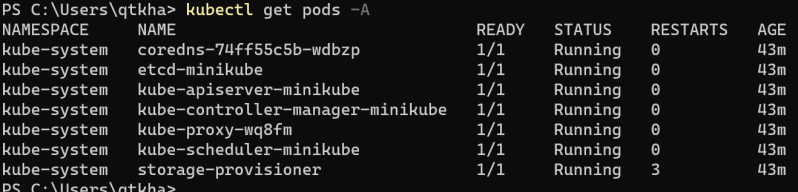 PS C:\Users\qtkha> kubectl get pods -A
NAMESPACE     NAME                               READY   STATUS    RESTARTS   AGE
kube-system   coredns-74ff55c5b-wdbzp            1/1     Running   0          43m
kube-system   etcd-minikube                      1/1     Running   0          43m
kube-system   kube-apiserver-minikube            1/1     Running   0          43m
kube-system   kube-controller-manager-minikube   1/1     Running   0          43m
kube-system   kube-proxy-wq8fm                   1/1     Running   0          43m
kube-system   kube-scheduler-minikube            1/1     Running   0          43m
kube-system   storage-provisioner                1/1     Running   3          43m
PS C:\Users\qtkha>